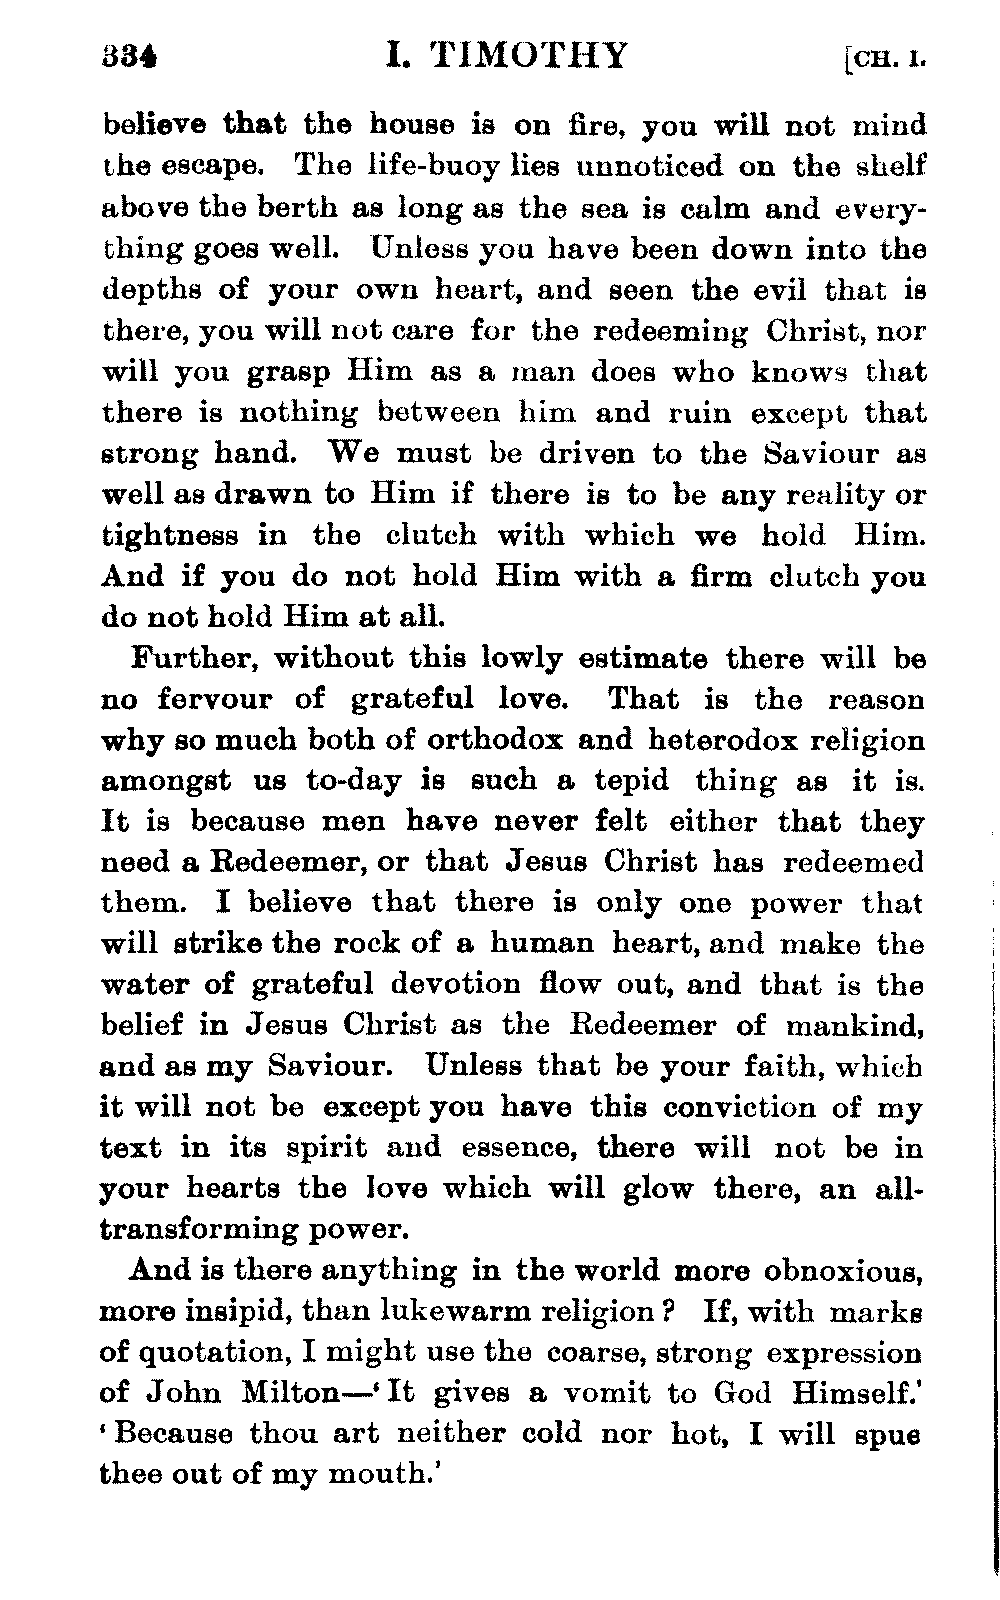 334 I. TIMOTHY [CH. I.
believe that the house is on fire, you will not mind
the escape. The life-buoy lies unnoticed on the shelf
above the berth as long as the sea is calm and every-
thing goes well. Unless you have been down into the
depths of your own heart, and seen the evil that is
there, you will not care for the redeeming Christ, nor
will you grasp Him as a man does who knows that
there is nothing between him and ruin except that
strong hand. We must be driven to the Saviour as
well as drawn to Him if there is to be any reality or
tightness in the clutch with which we hold Him.
And if you do not hold Him with a firm clutch you
do not hold Him at all.
Further, without this lowly estimate there will be
no fervour of grateful love. That is the reason
why so much both of orthodox and heterodox religion
amongst us to-day is such a tepid thing as it is.
It is because men have never felt either that they
need a Redeemer, or that Jesus Christ has redeemed
them. I believe that there is only one power that
will strike the rock of a human heart, and make the
water of grateful devotion flow out, and that is the
belief in Jesus Christ as the Redeemer of mankind,
and as my Saviour. Unless that be your faith, which
it will not be except you have this conviction of my
text in its spirit and essence, there will not be in
your hearts the love which will glow there, an all-
transforming power.
And is there anything in the world more obnoxious,
more insipid, than lukewarm religion? If, with marks
of quotation, I might use the coarse, strong expression
of John Milton—‘It gives a vomit to God Himself.’
‘Because thou art neither cold nor hot, I will spue
thee out of my mouth.’